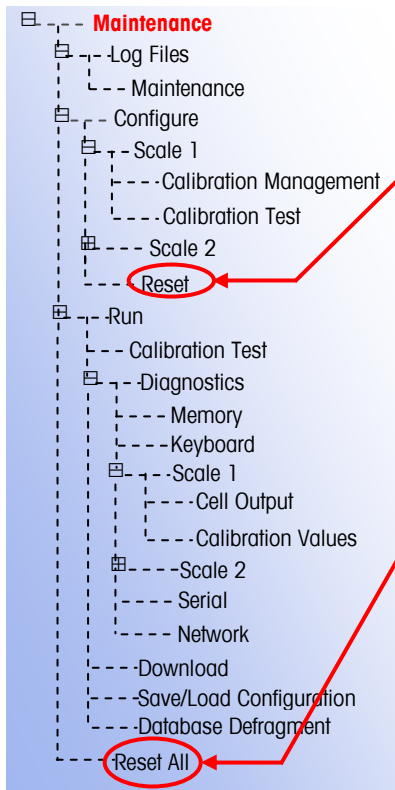 Maintenance
Log Files
Maintenance
Configure
Scale 1
Calibration Management
Calibration Test
Scale 2
Reset
Run
Calibration Test
Diagnostics
Memory
Keyboard
Scale 1
Cell Output
Calibration Values
Scale 2
Serial
Network
Download
Save/Load Configuration
Database Defragment
Reset All